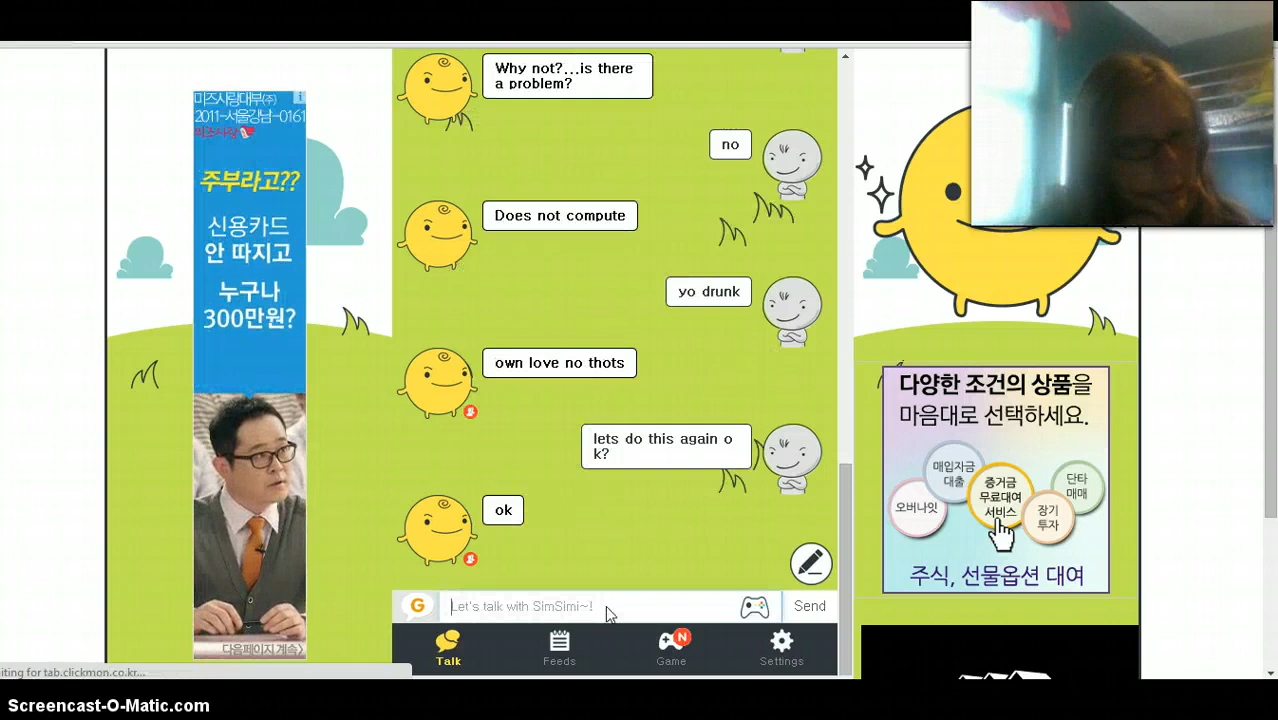 Why not?...is there
a problem?
no
Does not compute
yo drunk
own love no thots
lets do this again o
k?
ok
Let's talk with SimSimi~!
G
Send
Talk
Feeds
N
Game
Settings
미즈사랑대부(주)
2011-서울강남-0161
미즈사랑
주부라고??
신용카드
안 따지고
누구나
300만원?
다음페이지 계속>
다양한 조건의 상품을
마음대로 선택하세요.
매입자금
대출
오버나잇
증거금
무료대여
서비스
단타
매매
장기
투자
주식, 선물옵션 대여
iting for tab.clickmon.co.kr...
Screencast-O-Matic.com